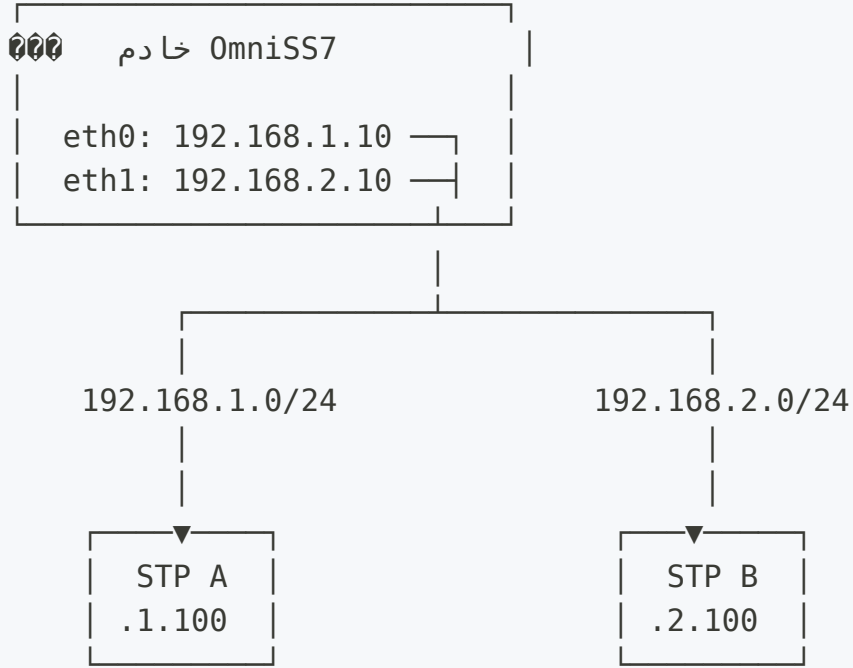 ��� خادم OmniSS7
eth0: 192.168.1.10
eth1: 192.168.2.10
192.168.1.0/24 192.168.2.0/24
STP A STP B
.1.100 .2.100